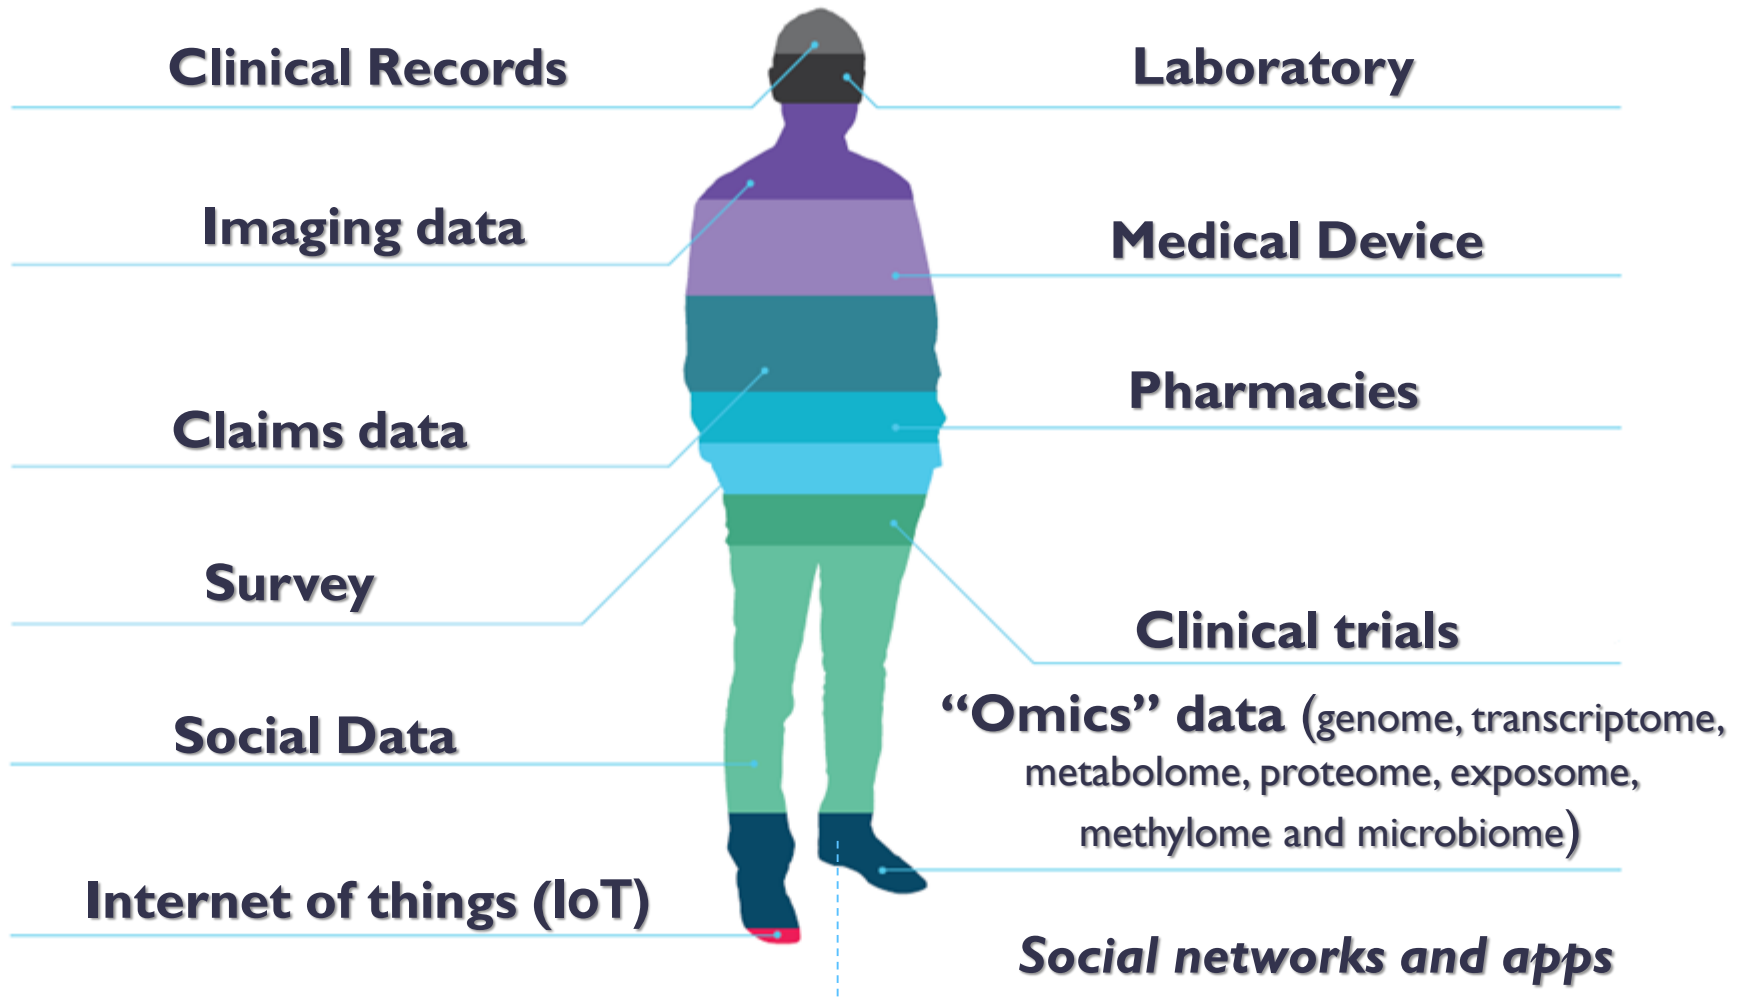 Clinical Records
Laboratory
Imaging data
Medical Device
Pharmacies
Claims data
Survey
Clinical trials
“Omics” data (genome, transcriptome,
metabolome, proteome, exposome,
methylome and microbiome)
Social Data
Internet of things (IoT)
Social networks and apps